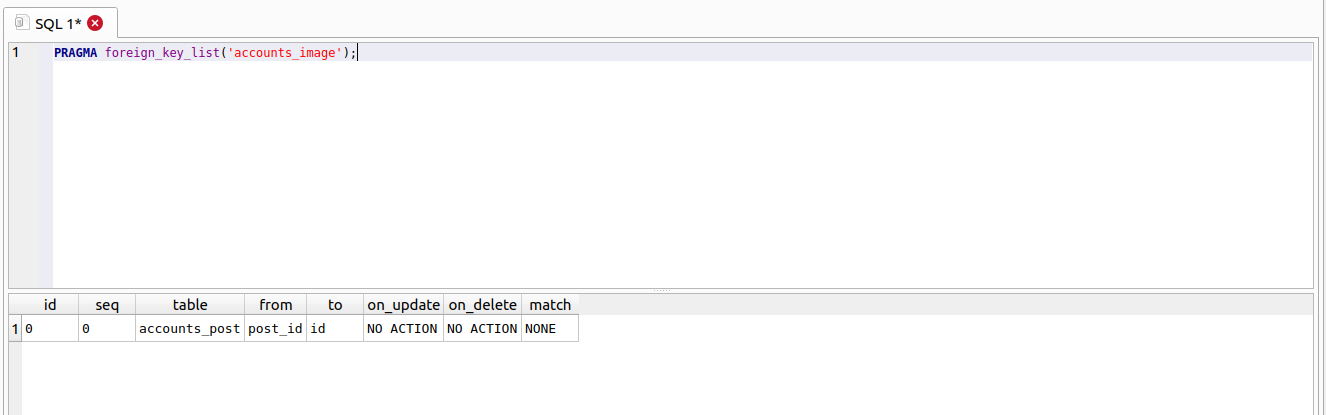 SQL 1*
1 PRAGMA foreign_key_list('accounts_image');
id seq table from to on_update on_delete match
1 0 0 accounts_post post_id id NO ACTION NO ACTION NONE